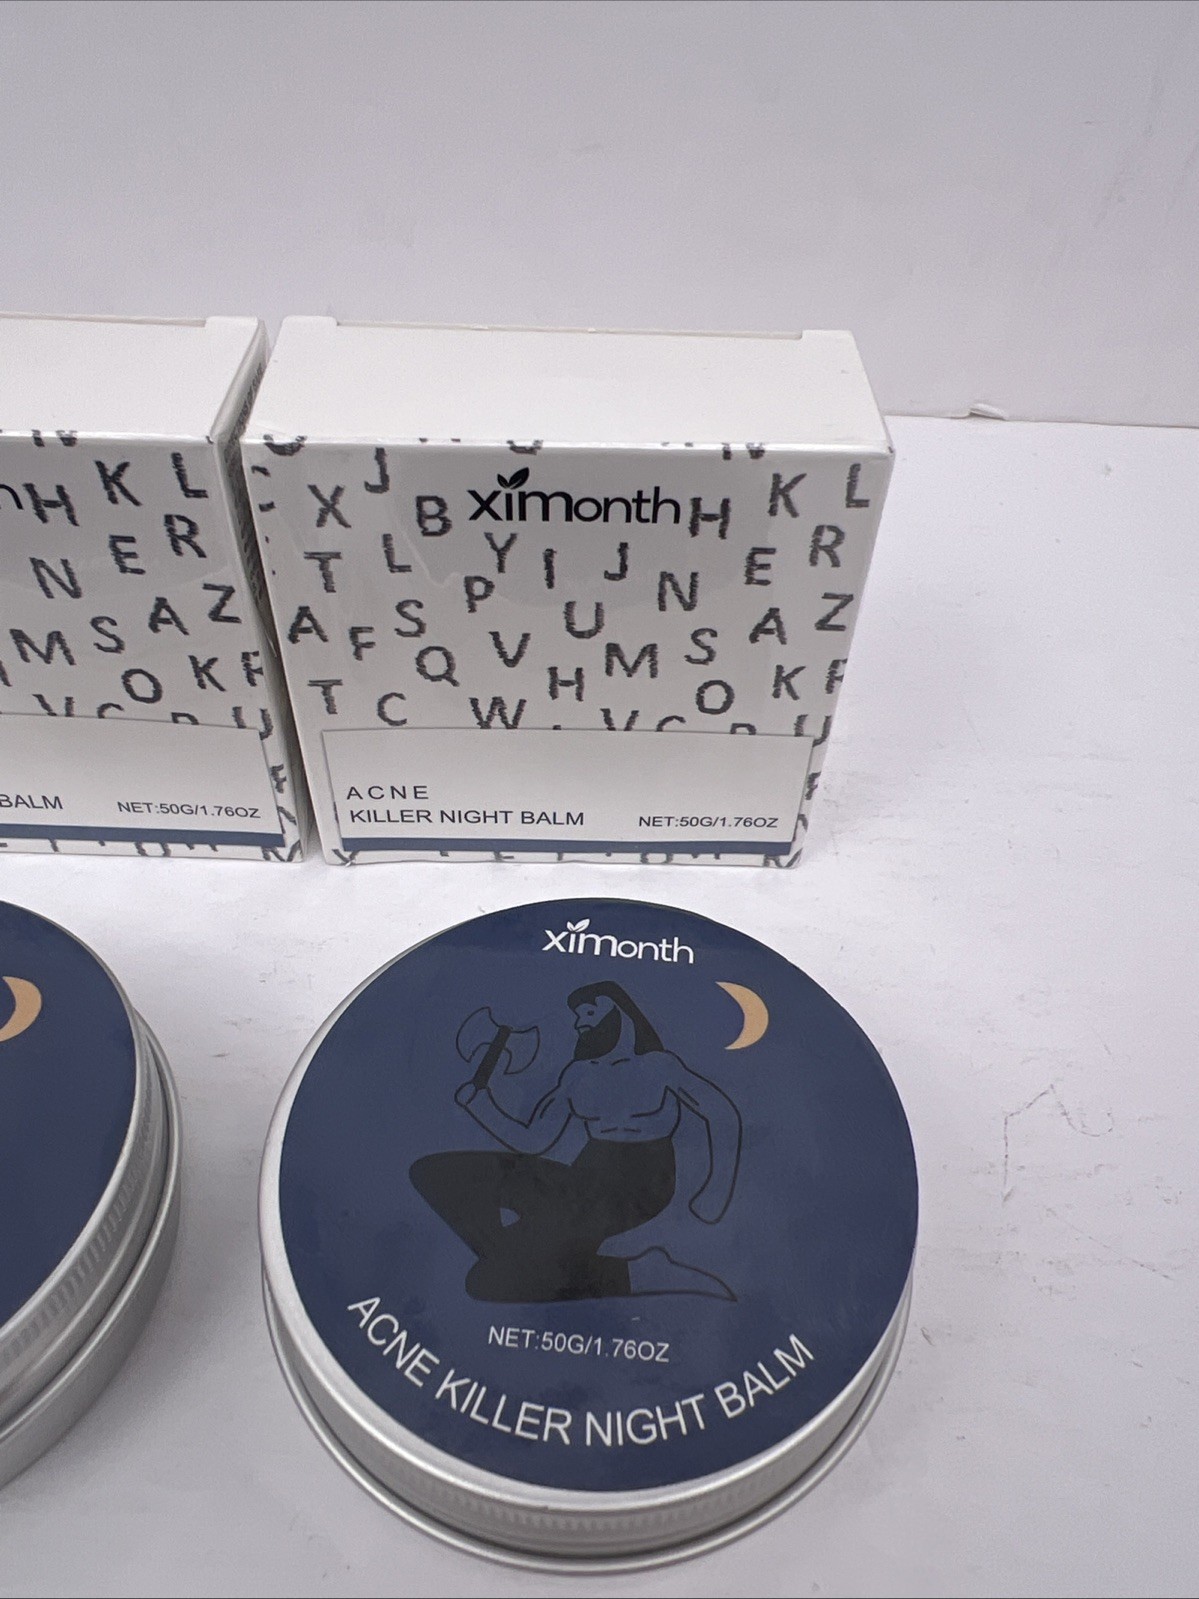 K L
H
E R
N
A Z
M S
O K F
BALM NET:50G/1.76OZ
J
X B ximonth H K L
T L Y I J E R
P N
A F S U A Z
Q V M S
H O K F
T C W
ACNE
KILLER NIGHT BALM NET:50G/1.76OZ
ximonth
NET:50G/1.76OZ
ACNE KILLER NIGHT BALM